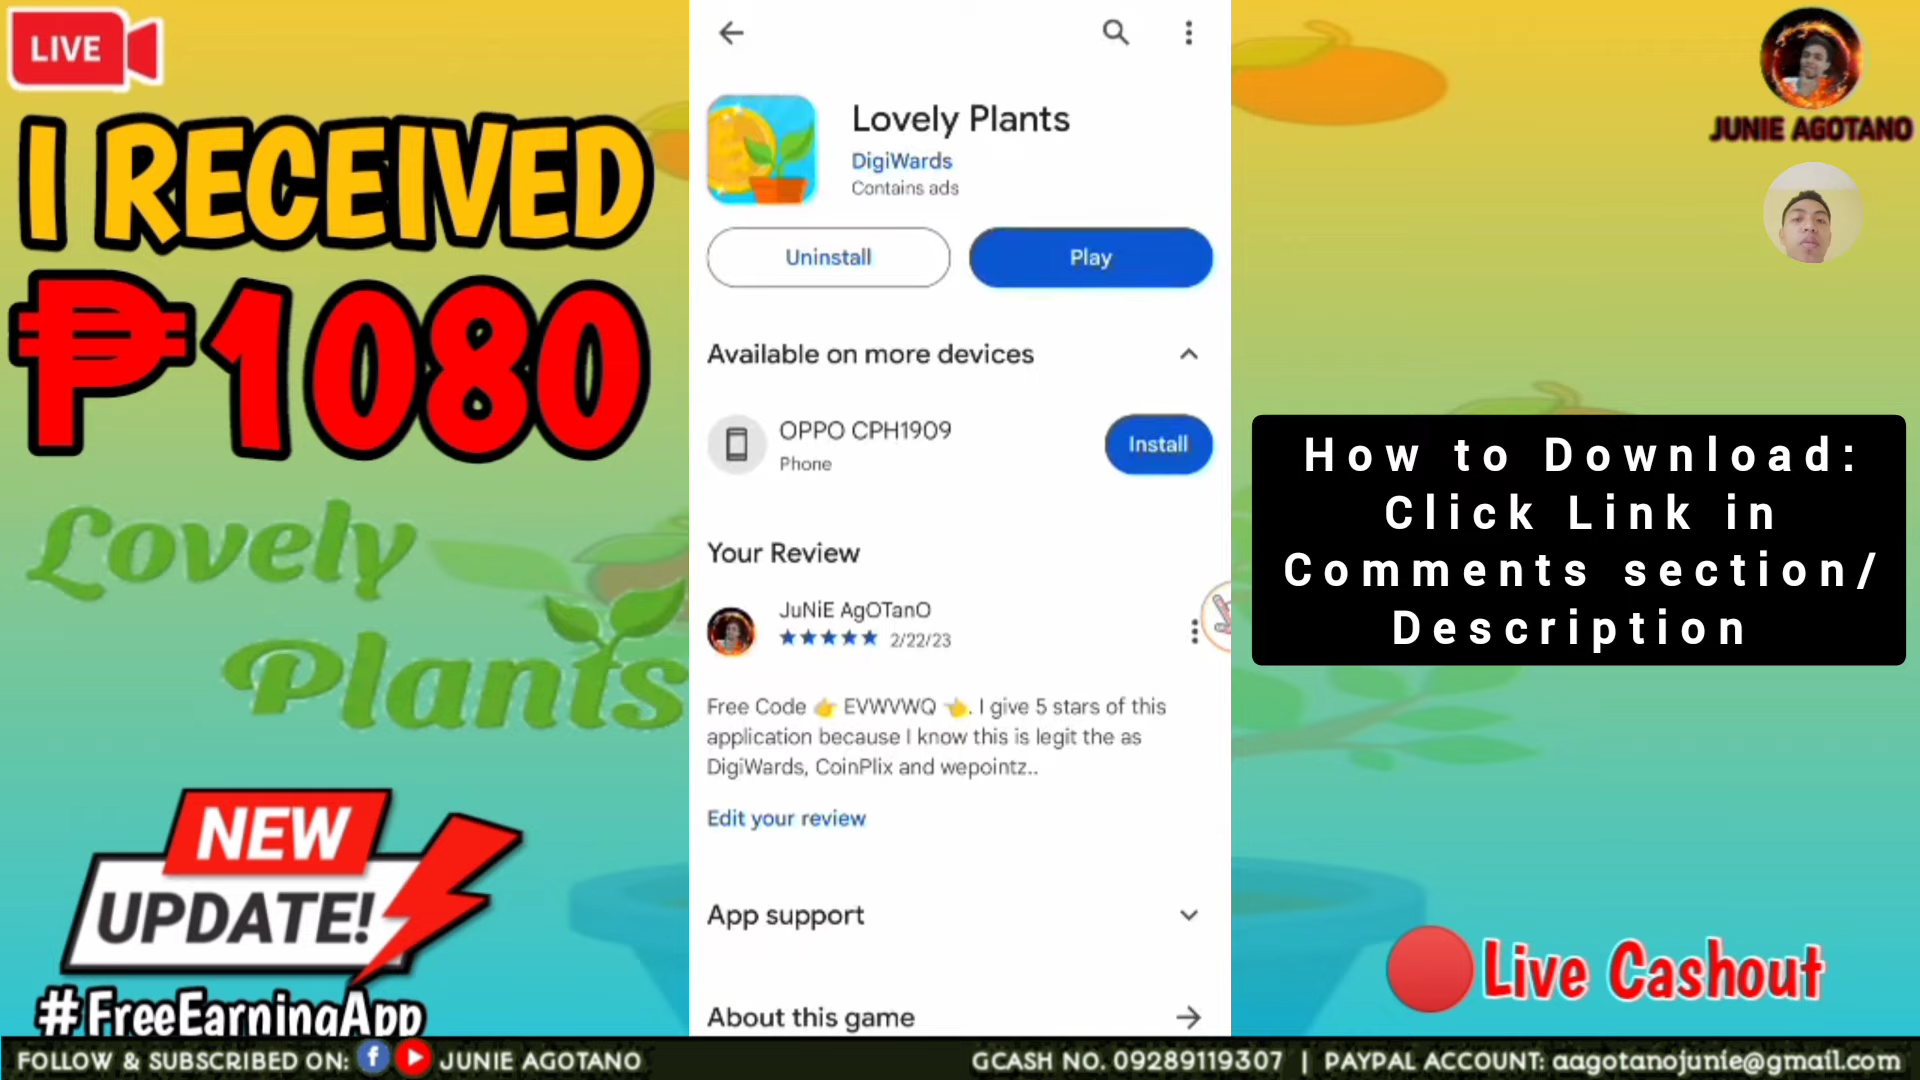 LIVE
I RECEIVED
₱1080
Lovely
Plants
NEW
UPDATE!
#FreeEarningApp
Lovely Plants
DigiWards
Contains ads
Uninstall
Play
Available on more devices
OPPO CPH1909
Phone
Install
Your Review
JuNiE AgOTanO
★★★★★ 2/22/23
Free Code 👉 EVWVWQ 👈. I give 5 stars of this
application because I know this is legit the as
DigiWards, CoinPlix and wepointz..
Edit your review
App support
About this game
JUNIE AGOTANO
How to Download:
Click Link in
Comments section/
Description
Live Cashout
FOLLOW & SUBSCRIBED ON: JUNIE AGOTANO
GCASH NO. 09289119307 | PAYPAL ACCOUNT: aagotanojunie@gmail.com